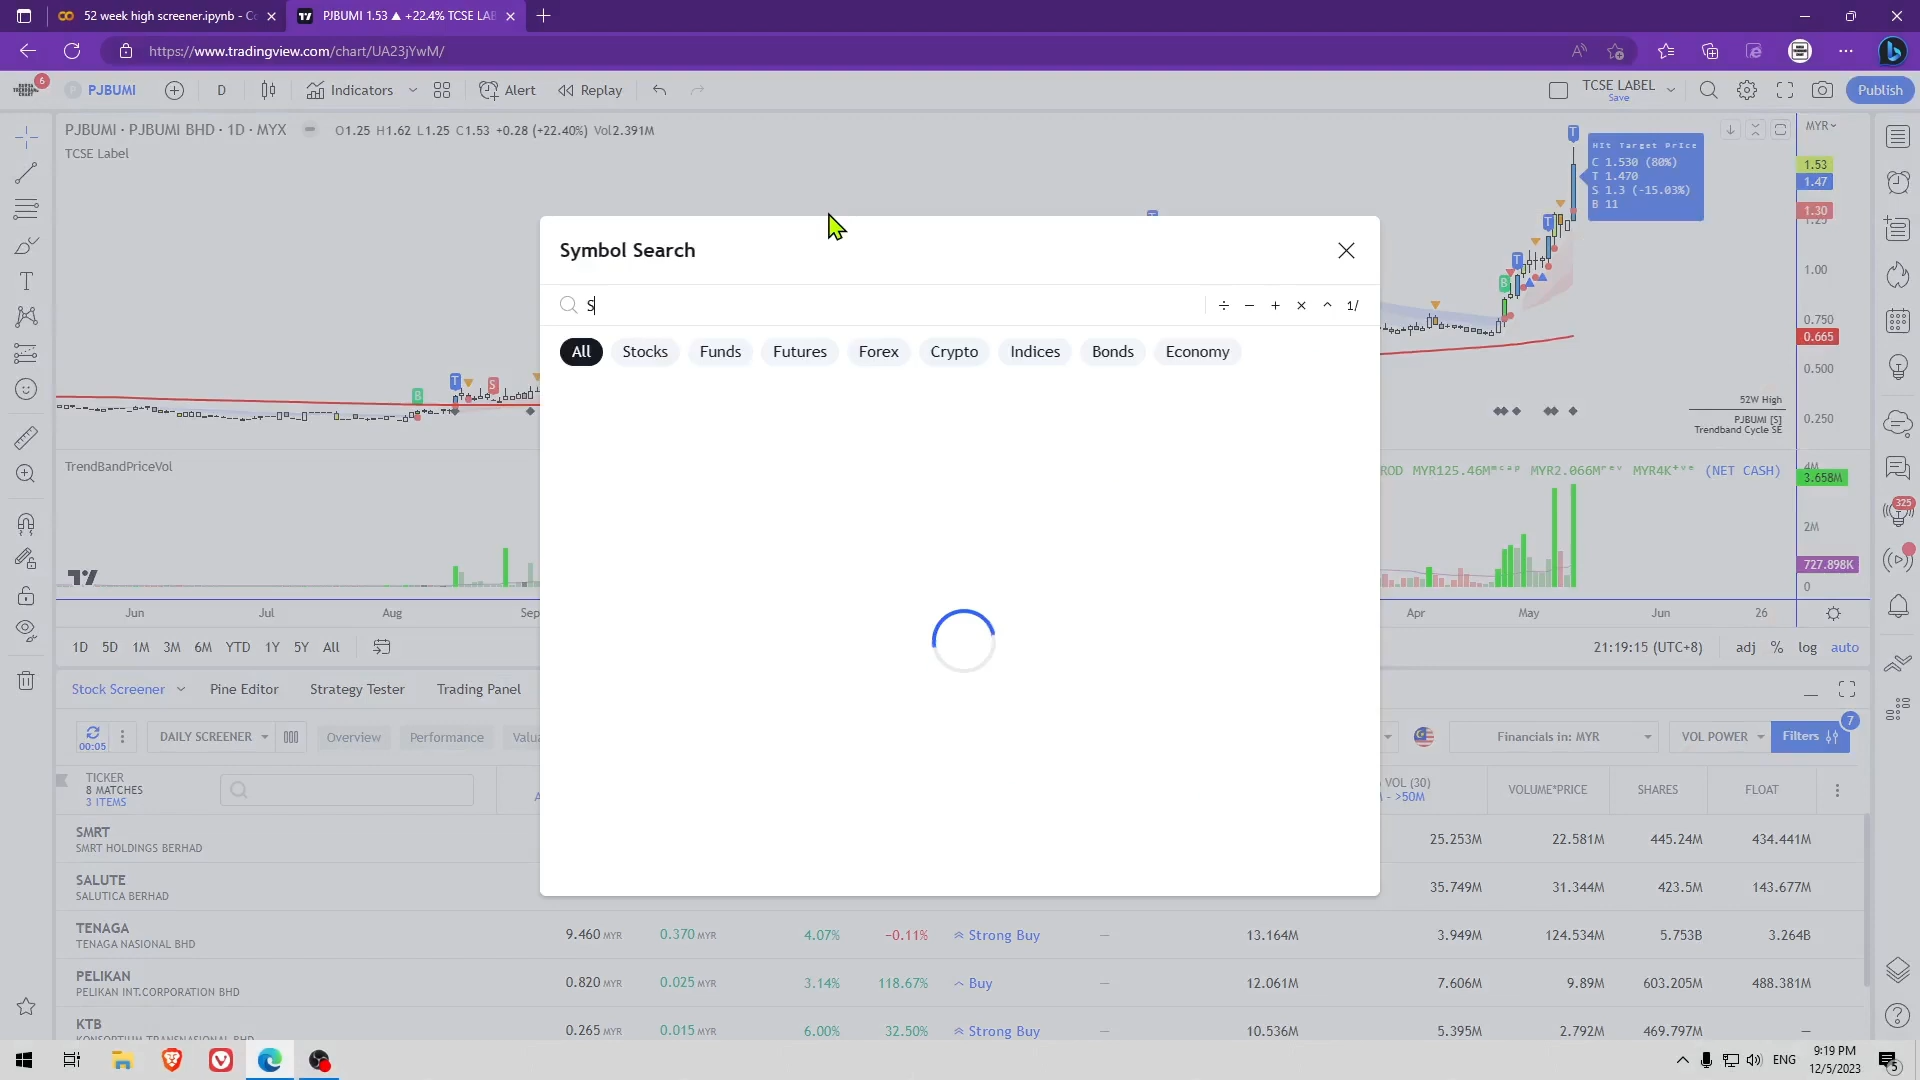 52 week high screener.ipynb - C
PJBUMI 1.53 ▲ +22.4% TCSE LAB
https://www.tradingview.com/chart/UA23jYwM/
6
PJBUMI
D
Indicators
Alert
Replay
TCSE LABEL
Save
Publish
PJBUMI · PJBUMI BHD · 1D · MYX
O1.25 H1.62 L1.25 C1.53 +0.28 (+22.40%) Vol2.391M
TCSE Label
MYR
Hit Target Price
C 1.530 (80%)
T 1.470
S 1.3 (-15.03%)
B 11
1.53
1.47
1.30
1.25
1.00
0.750
0.665
0.500
0.250
T
T
T
T
B
B
T
S
52W High
PJBUMI [S]
Trendband Cycle SE
Symbol Search
S
÷ − + × ^ 1/
All
Stocks
Funds
Futures
Forex
Crypto
Indices
Bonds
Economy
TrendBandPriceVol
ROD MYR125.46Mᵐᶜᵃᵖ MYR2.066Mʳᵉᵛ MYR4K⁺ᵛᵉ (NET CASH)
4M
3.658M
2M
727.898K
0
325
Jun
Jul
Aug
Sep
Apr
May
Jun
26
1D 5D 1M 3M 6M YTD 1Y 5Y All
21:19:15 (UTC+8)
adj % log auto
Stock Screener
Pine Editor
Strategy Tester
Trading Panel
00:05
DAILY SCREENER
Overview
Performance
Valua
Financials in: MYR
VOL POWER
Filters
7
TICKER
8 MATCHES
3 ITEMS
VOL (30)
- >50M
VOLUME*PRICE
SHARES
FLOAT
SMRT
SMRT HOLDINGS BERHAD
25.253M 22.581M 445.24M 434.441M
SALUTE
SALUTICA BERHAD
35.749M 31.344M 423.5M 143.677M
TENAGA
TENAGA NASIONAL BHD
9.460 MYR 0.370 MYR 4.07% −0.11% Strong Buy — 13.164M 3.949M 124.534M 5.753B 3.264B
PELIKAN
PELIKAN INT.CORPORATION BHD
0.820 MYR 0.025 MYR 3.14% 118.67% Buy — 12.061M 7.606M 9.89M 603.205M 488.381M
KTB
KONSORTIUM TRANSNASIONAL BHD
0.265 MYR 0.015 MYR 6.00% 32.50% Strong Buy — 10.536M 5.395M 2.792M 469.797M —
ENG
9:19 PM
12/5/2023
5